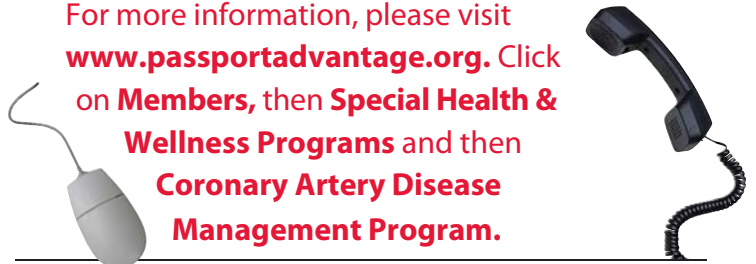 For more information, please visit
www.passportadvantage.org. Click
on Members, then Special Health &
Wellness Programs and then
Coronary Artery Disease
Management Program.